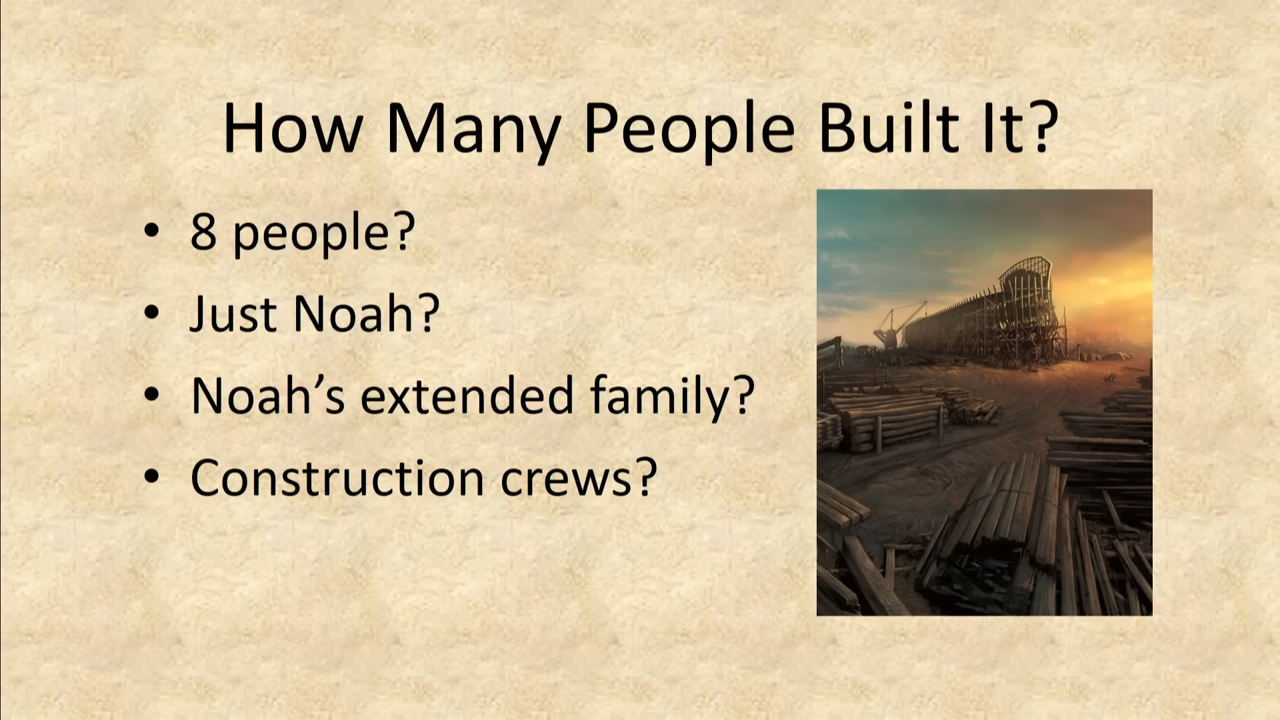 How Many People Built It?
• 8 people?
• Just Noah?
• Noah’s extended family?
• Construction crews?